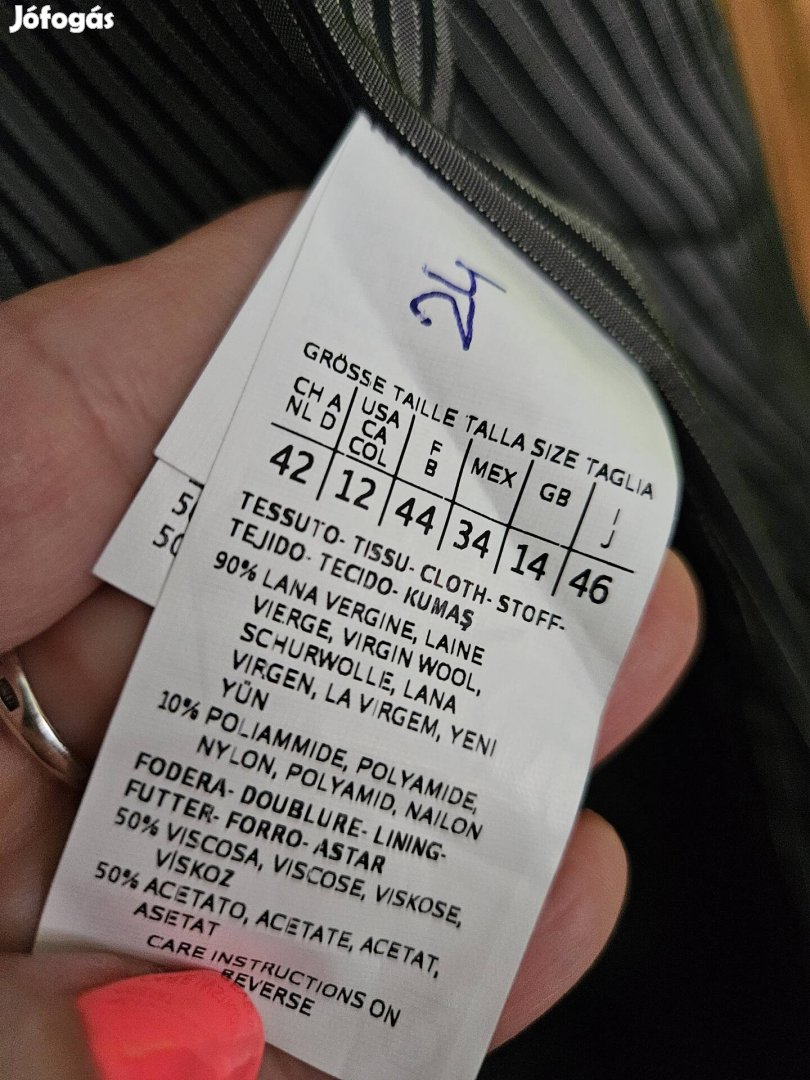 Jófogás
24
GRÖSSE TAILLE TALLA SIZE TAGLIA
CH A NL D USA CA COL F B MEX GB I J
42 12 44 34 14 46
TESSUTO- TISSU- CLOTH- STOFF-
TEJIDO- TECIDO- KUMAŞ
90% LANA VERGINE, LAINE
VIERGE, VIRGIN WOOL,
SCHURWOLLE, LANA
VIRGEN, LA VIRGEM, YENI
YÜN
10% POLIAMMIDE, POLYAMIDE,
NYLON, POLYAMID, NAILON
FODERA- DOUBLURE- LINING-
FUTTER- FORRO- ASTAR
50% VISCOSA, VISCOSE, VISKOSE,
VİSKOZ
50% ACETATO, ACETATE, ACETAT,
ASETAT
CARE INSTRUCTIONS ON
REVERSE